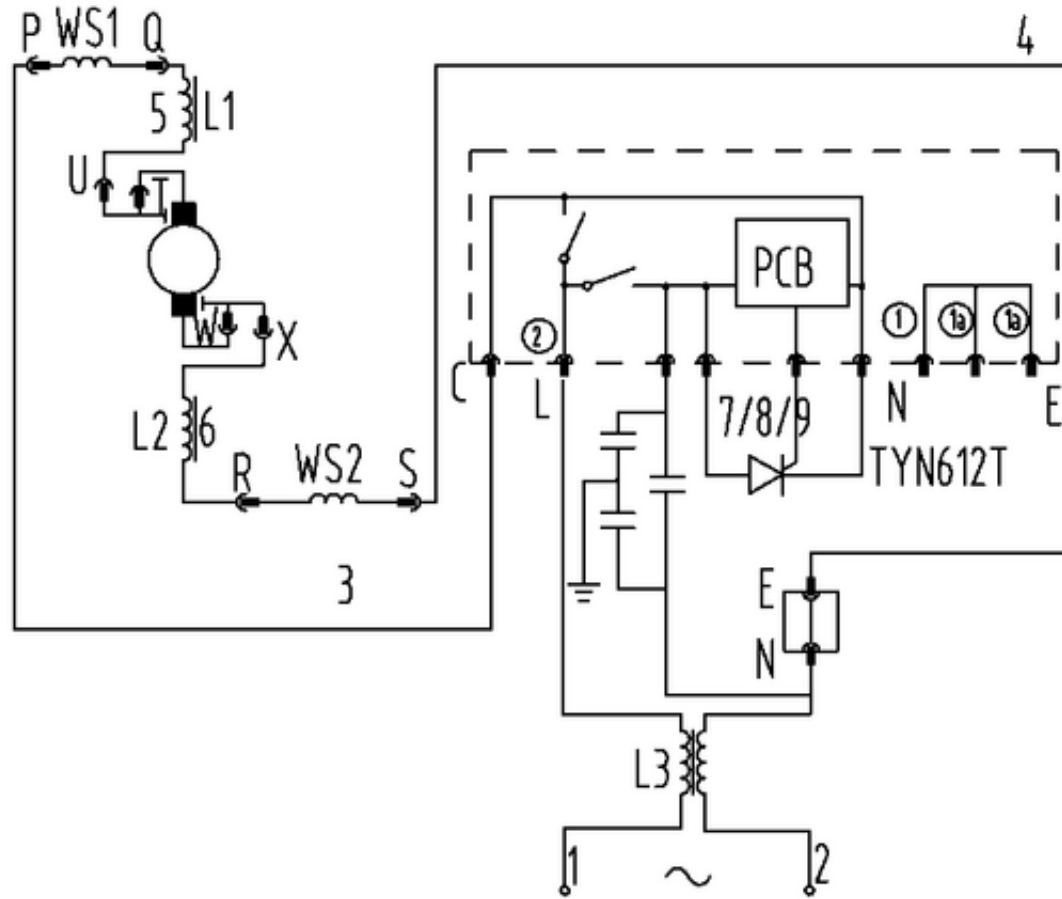 P WS1 Q
4
5 L1
U
PCB
W X
2
1 1a 1a
C L N E
L2 6
7/8/9
R WS2 S
TYN612T
3
E
N
L3
1 ~ 2